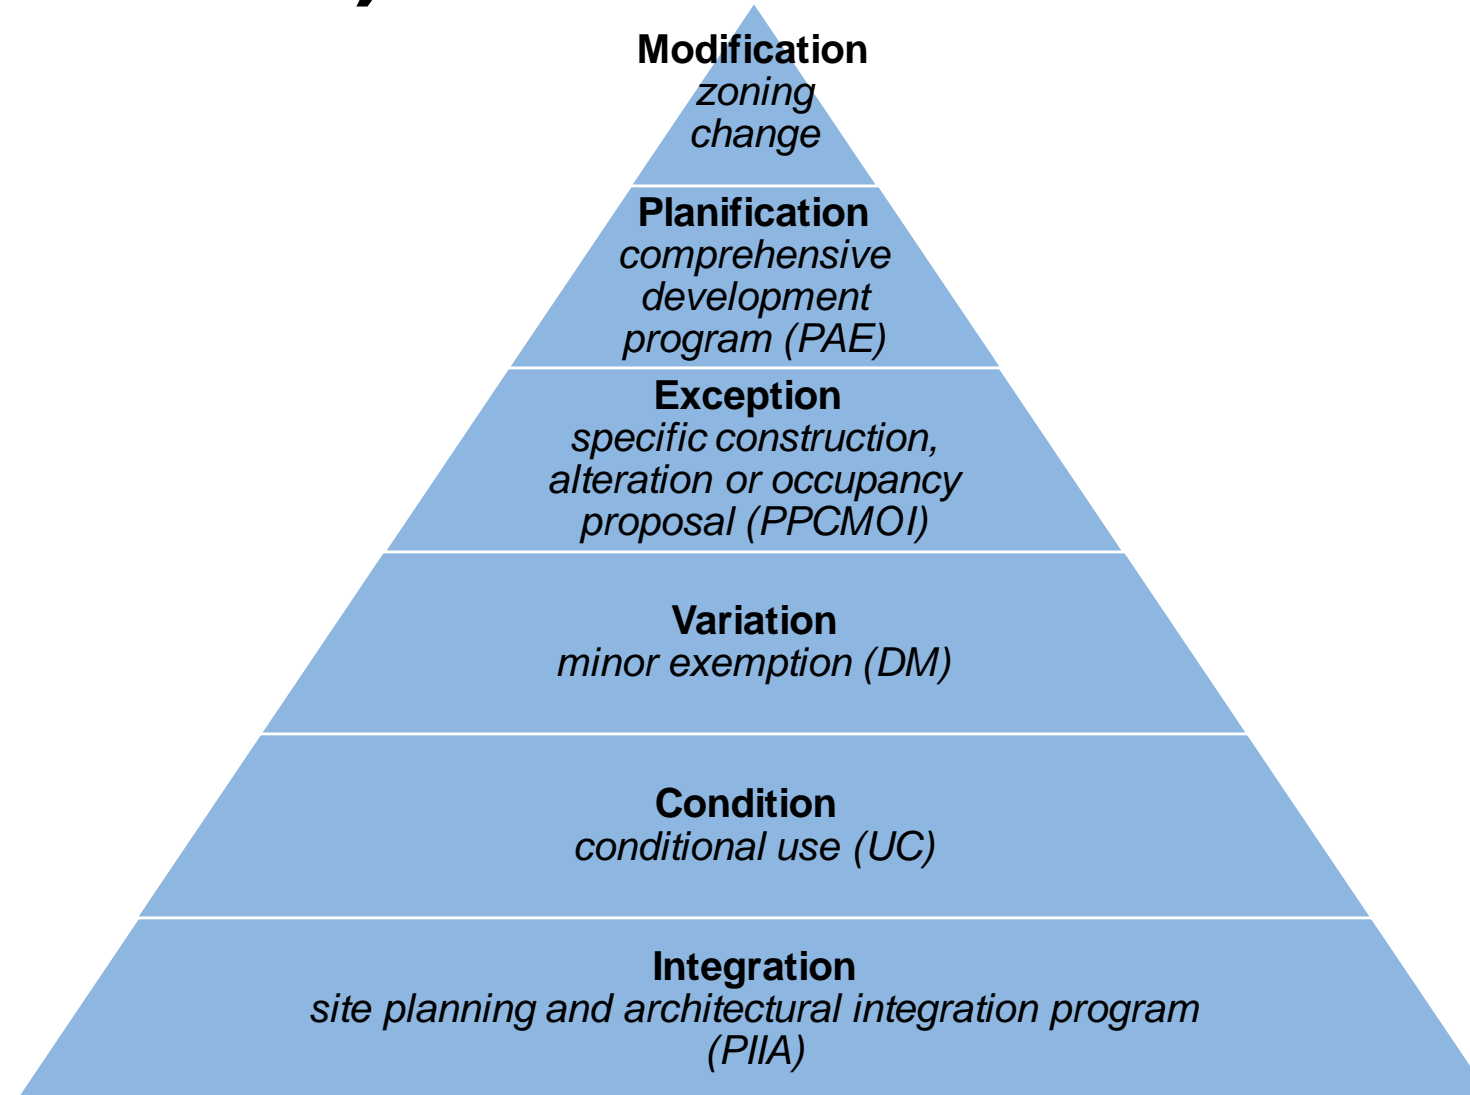 Modification
zoning
change
Planification
comprehensive
development
program (PAE)
Exception
specific construction,
alteration or occupancy
proposal (PPCMOI)
Variation
minor exemption (DM)
Condition
conditional use (UC)
Integration
site planning and architectural integration program
(PIIA)